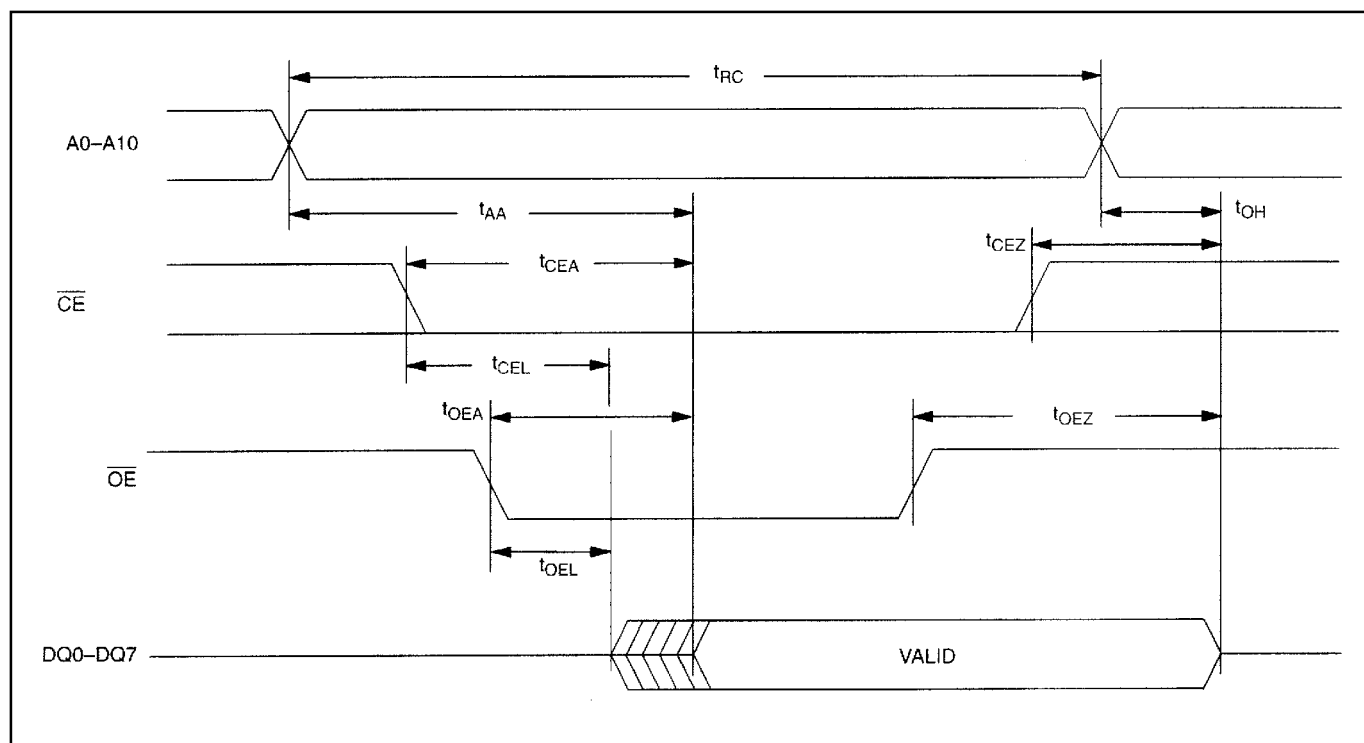 tRC
A0–A10
tAA
tOH
tCEZ
tCEA
CE
tCEL
tOEA
tOEZ
OE
tOEL
DQ0–DQ7
VALID